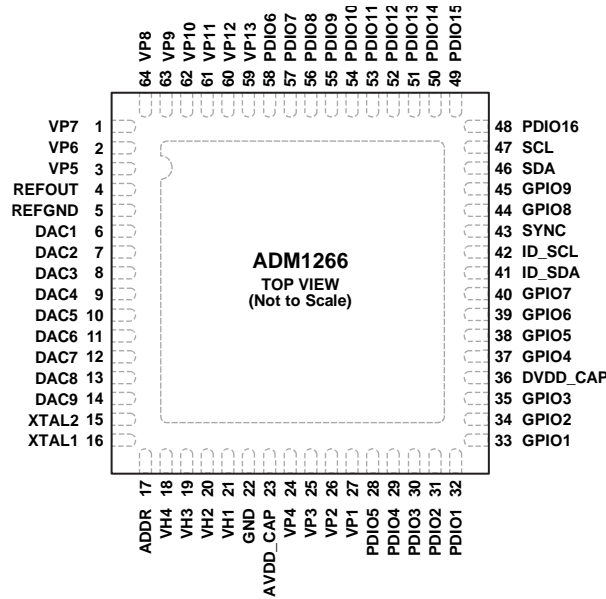 64 VP8
63 VP9
62 VP10
61 VP11
60 VP12
59 VP13
58 PDIO6
57 PDIO7
56 PDIO8
55 PDIO9
54 PDIO10
53 PDIO11
52 PDIO12
51 PDIO13
50 PDIO14
49 PDIO15
VP7 1
VP6 2
VP5 3
REFOUT 4
REFGND 5
DAC1 6
DAC2 7
DAC3 8
DAC4 9
DAC5 10
DAC6 11
DAC7 12
DAC8 13
DAC9 14
XTAL2 15
XTAL1 16
ADM1266
TOP VIEW
(Not to Scale)
48 PDIO16
47 SCL
46 SDA
45 GPIO9
44 GPIO8
43 SYNC
42 ID_SCL
41 ID_SDA
40 GPIO7
39 GPIO6
38 GPIO5
37 GPIO4
36 DVDD_CAP
35 GPIO3
34 GPIO2
33 GPIO1
ADDR 17
VH4 18
VH3 19
VH2 20
VH1 21
GND 22
AVDD_CAP 23
VP4 24
VP3 25
VP2 26
VP1 27
PDIO5 28
PDIO4 29
PDIO3 30
PDIO2 31
PDIO1 32